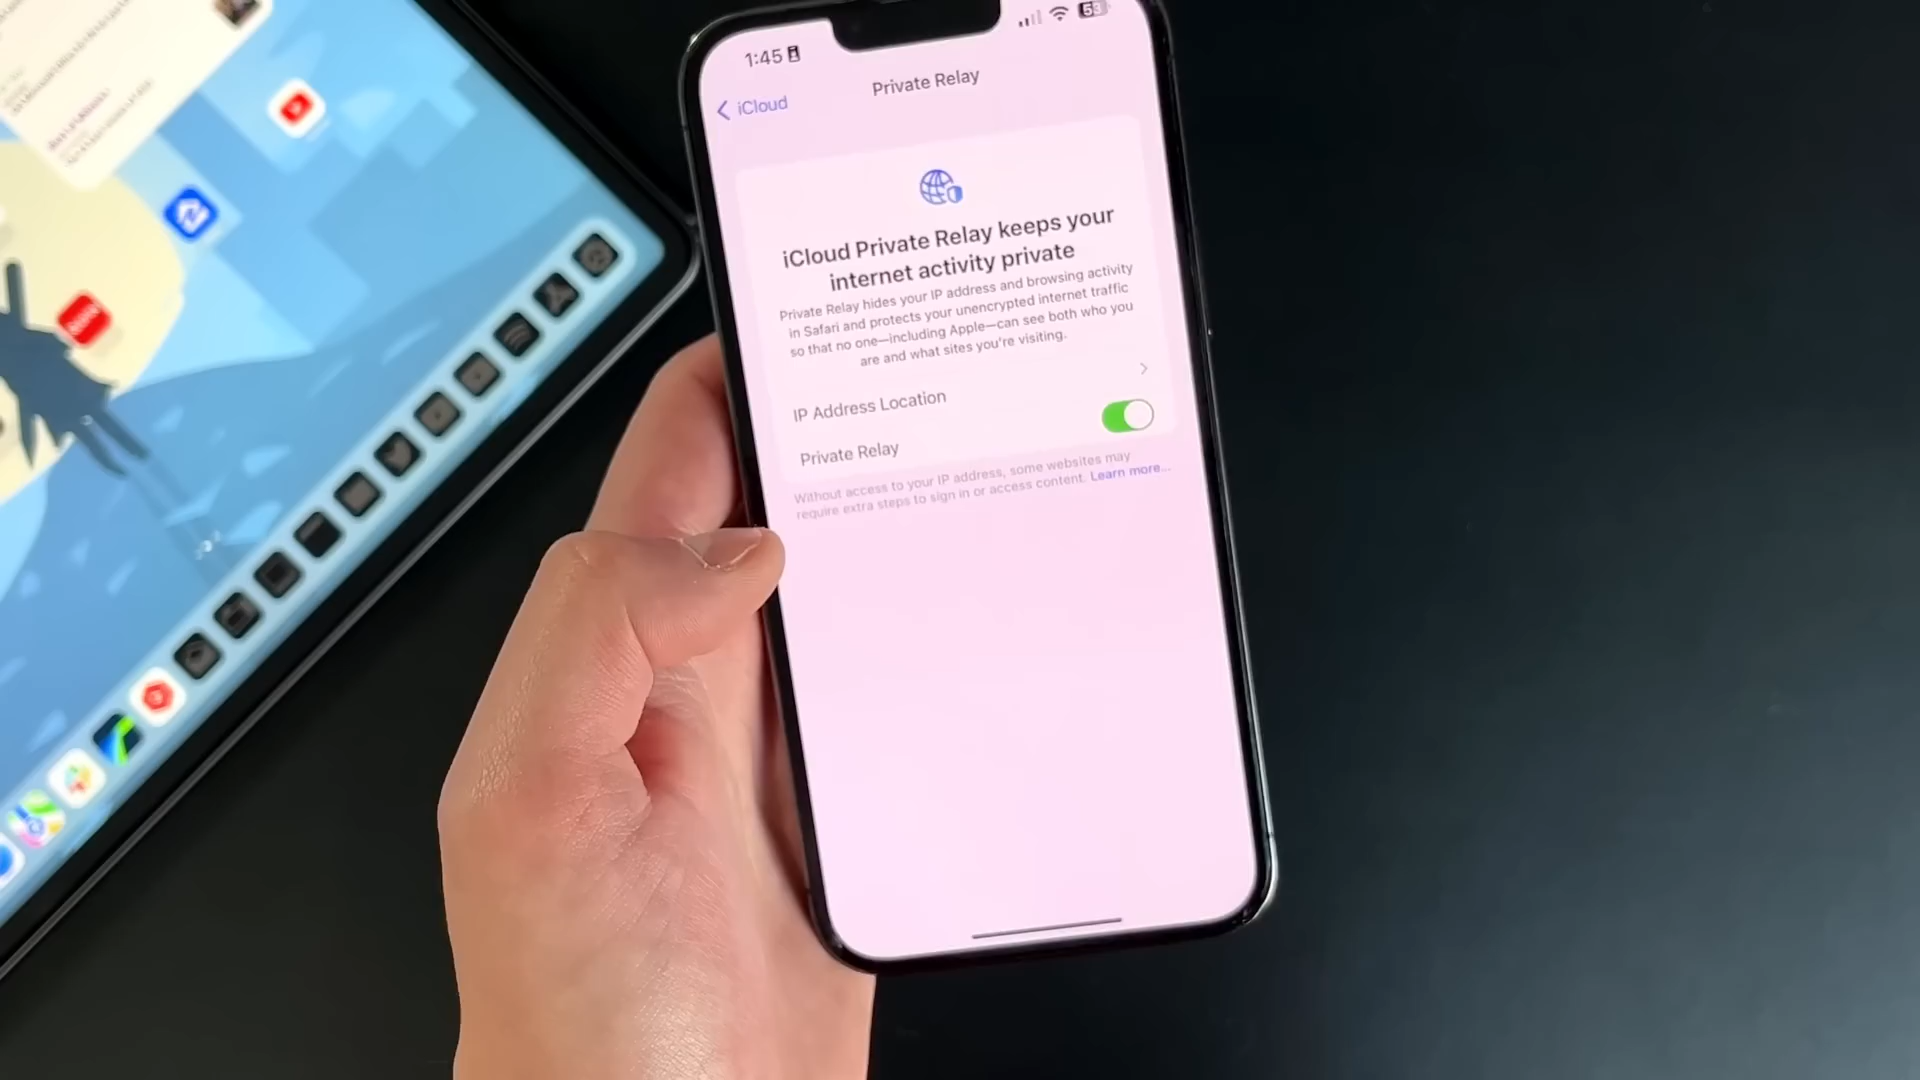 1:45
53
iCloud
Private Relay
iCloud Private Relay keeps your
internet activity private
Private Relay hides your IP address and browsing activity
in Safari and protects your unencrypted internet traffic
so that no one—including Apple—can see both who you
are and what sites you're visiting.
IP Address Location
Private Relay
Without access to your IP address, some websites may
require extra steps to sign in or access content. Learn more...